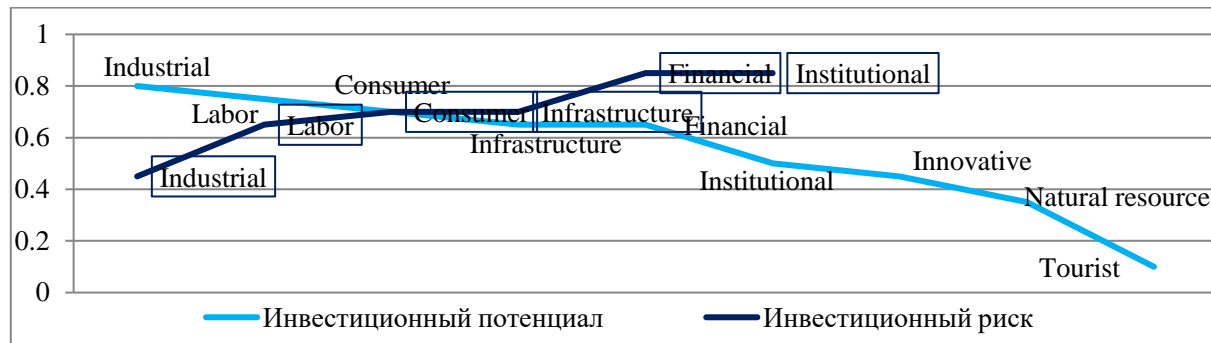 1
Industrial
Financial
Institutional
0.8
Consumer
Labor
Labor
Consumer
Infrastructure
Financial
0.6
Infrastructure
Industrial
Institutional
Innovative
0.4
Natural resource
0.2
Tourist
0
Инвестиционный потенциал
Инвестиционный риск